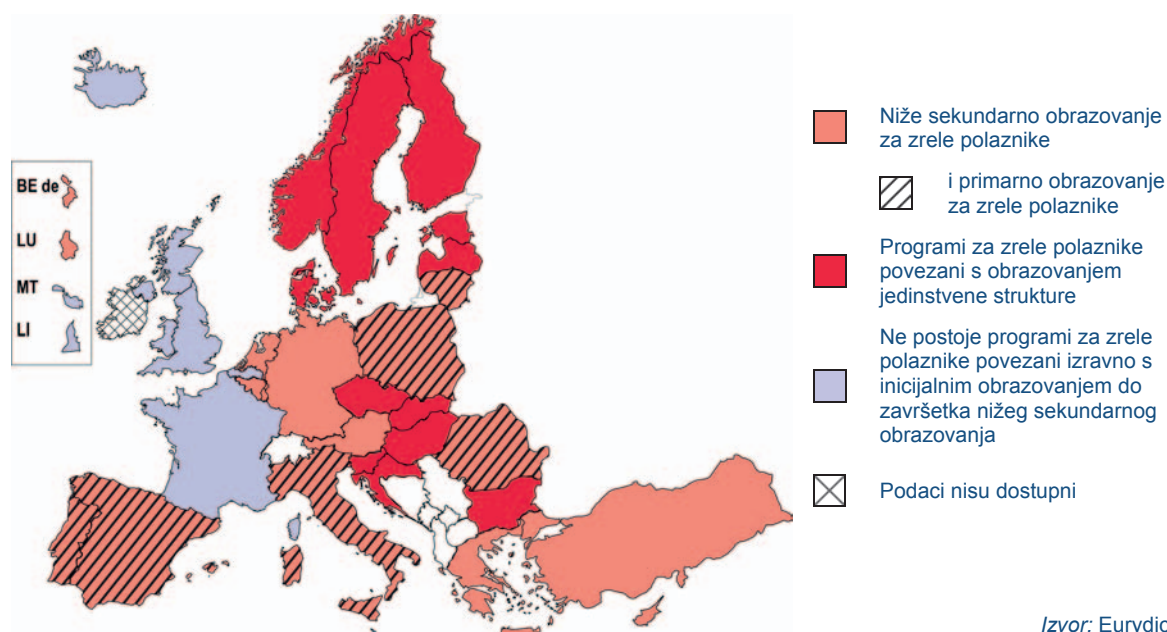 BE de
LU
MT
LI
Niže sekundarno obrazovanje
za zrele polaznike
i primarno obrazovanje
za zrele polaznike
Programi za zrele polaznike
povezani s obrazovanjem
jedinstvene strukture
Ne postoje programi za zrele
polaznike povezani izravno s
inicijalnim obrazovanjem do
završetka nižeg sekundarnog
obrazovanja
Podaci nisu dostupni
Izvor: Eurydic